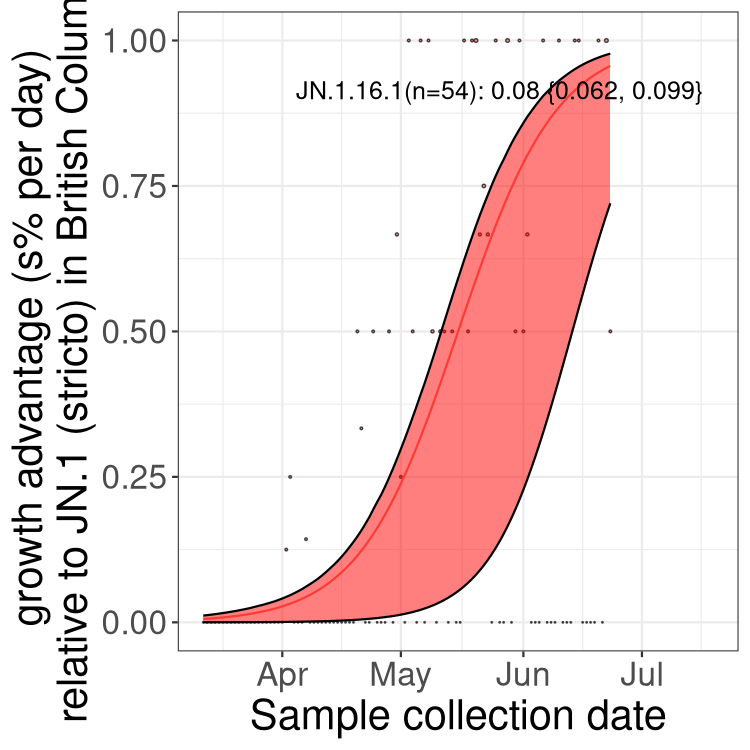 growth advantage (s% per day)
relative to JN.1 (stricto) in British Colum
1.00
0.75
0.50
0.25
0.00
JN.1.16.1(n=54): 0.08 {0.062, 0.099}
Apr May Jun Jul
Sample collection date